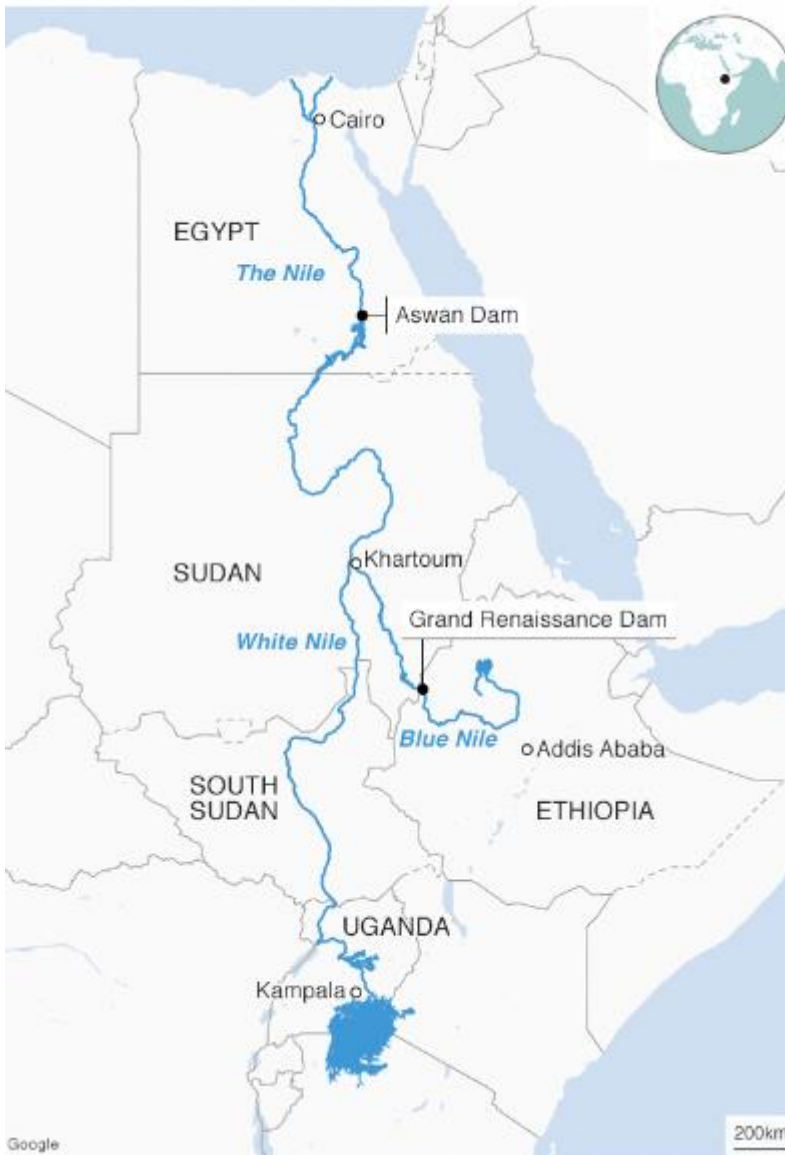 Cairo
EGYPT
The Nile
Aswan Dam
Khartoum
SUDAN
Grand Renaissance Dam
White Nile
Blue Nile
Addis Ababa
SOUTH
SUDAN
ETHIOPIA
UGANDA
Kampala
Google
200km